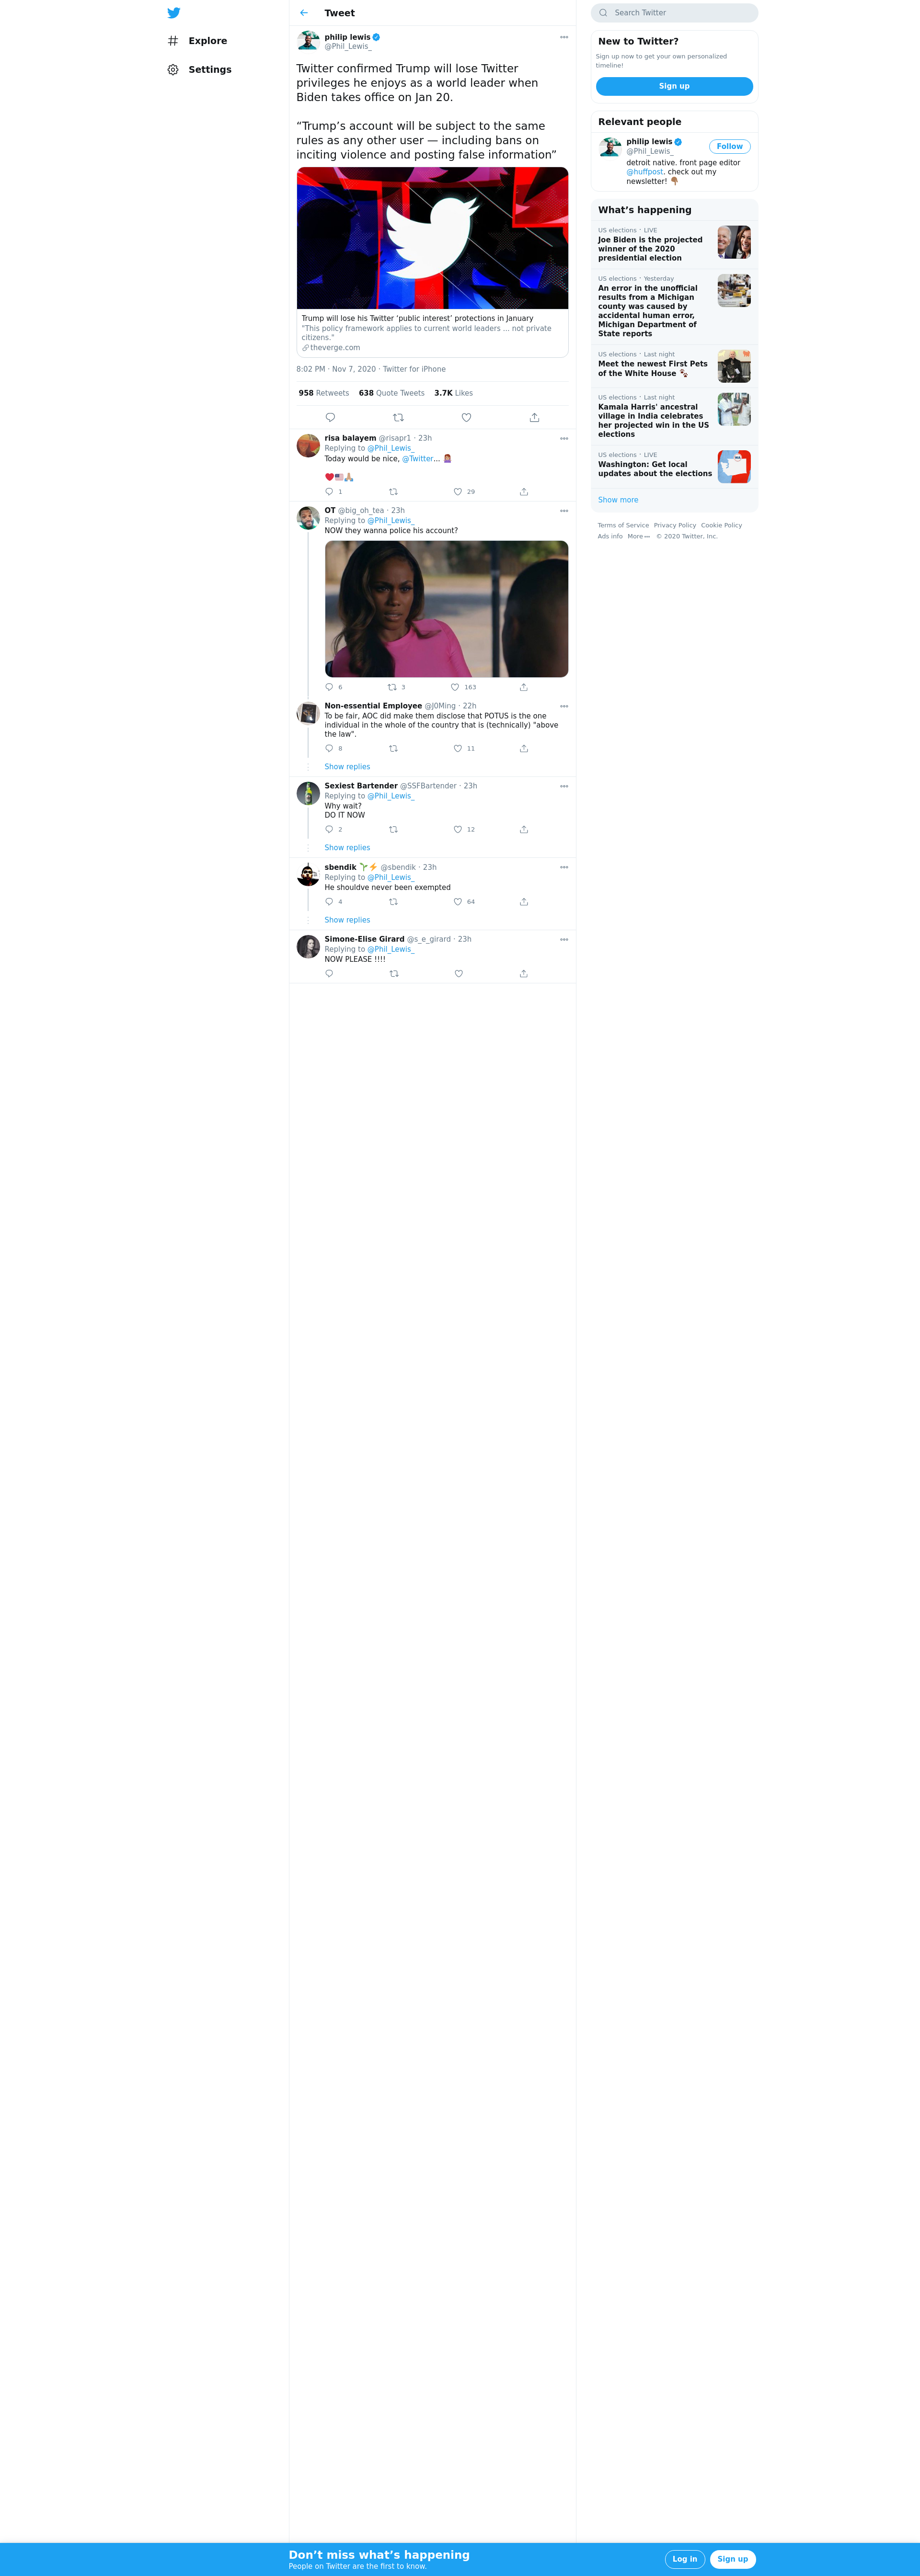 Explore
Settings
Tweet
philip lewis
@Phil_Lewis_
Twitter confirmed Trump will lose Twitter
privileges he enjoys as a world leader when
Biden takes office on Jan 20.
“Trump’s account will be subject to the same
rules as any other user — including bans on
inciting violence and posting false information”
Trump will lose his Twitter ‘public interest’ protections in January
“This policy framework applies to current world leaders ... not private
citizens.”
theverge.com
8:02 PM · Nov 7, 2020 · Twitter for iPhone
958 Retweets 638 Quote Tweets 3.7K Likes
risa balayem @risapr1 · 23h
Replying to @Phil_Lewis_
Today would be nice, @Twitter...
1 29
OT @big_oh_tea · 23h
Replying to @Phil_Lewis_
NOW they wanna police his account?
6 3 163
Non-essential Employee @J0Ming · 22h
To be fair, AOC did make them disclose that POTUS is the one
individual in the whole of the country that is (technically) "above
the law".
8 11
Show replies
Sexiest Bartender @SSFBartender · 23h
Replying to @Phil_Lewis_
Why wait?
DO IT NOW
2 12
Show replies
sbendik @sbendik · 23h
Replying to @Phil_Lewis_
He shouldve never been exempted
4 64
Show replies
Simone-Elise Girard @s_e_girard · 23h
Replying to @Phil_Lewis_
NOW PLEASE !!!!
Search Twitter
New to Twitter?
Sign up now to get your own personalized
timeline!
Sign up
Relevant people
philip lewis
@Phil_Lewis_
Follow
detroit native. front page editor
@huffpost. check out my
newsletter!
What’s happening
US elections · LIVE
Joe Biden is the projected
winner of the 2020
presidential election
US elections · Yesterday
An error in the unofficial
results from a Michigan
county was caused by
accidental human error,
Michigan Department of
State reports
US elections · Last night
Meet the newest First Pets
of the White House
US elections · Last night
Kamala Harris' ancestral
village in India celebrates
her projected win in the US
elections
US elections · LIVE
Washington: Get local
updates about the elections
Show more
Terms of Service Privacy Policy Cookie Policy
Ads info More © 2020 Twitter, Inc.
Don’t miss what’s happening
People on Twitter are the first to know.
Log in
Sign up